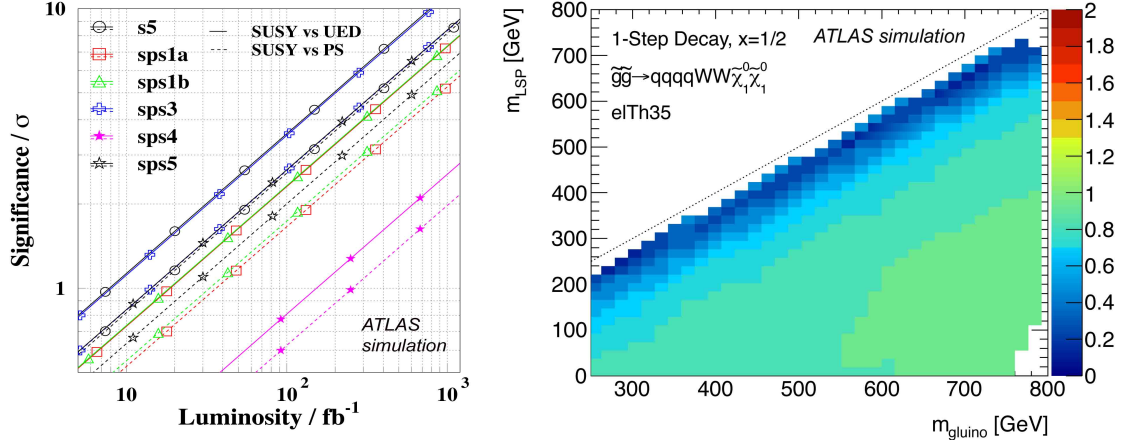 10
1
10
10²
10³
Significance / σ
Luminosity / fb⁻¹
s5
sps1a
sps1b
sps3
sps4
sps5
SUSY vs UED
SUSY vs PS
ATLAS
simulation
m_LSP [GeV]
800
700
600
500
400
300
200
100
0
1-Step Decay, x=1/2
ATLAS simulation
g̃g̃→qqqqWWχ̃₁⁰χ̃₁⁰
elTh35
300
400
500
600
700
800
m_gluino [GeV]
2
1.8
1.6
1.4
1.2
1
0.8
0.6
0.4
0.2
0